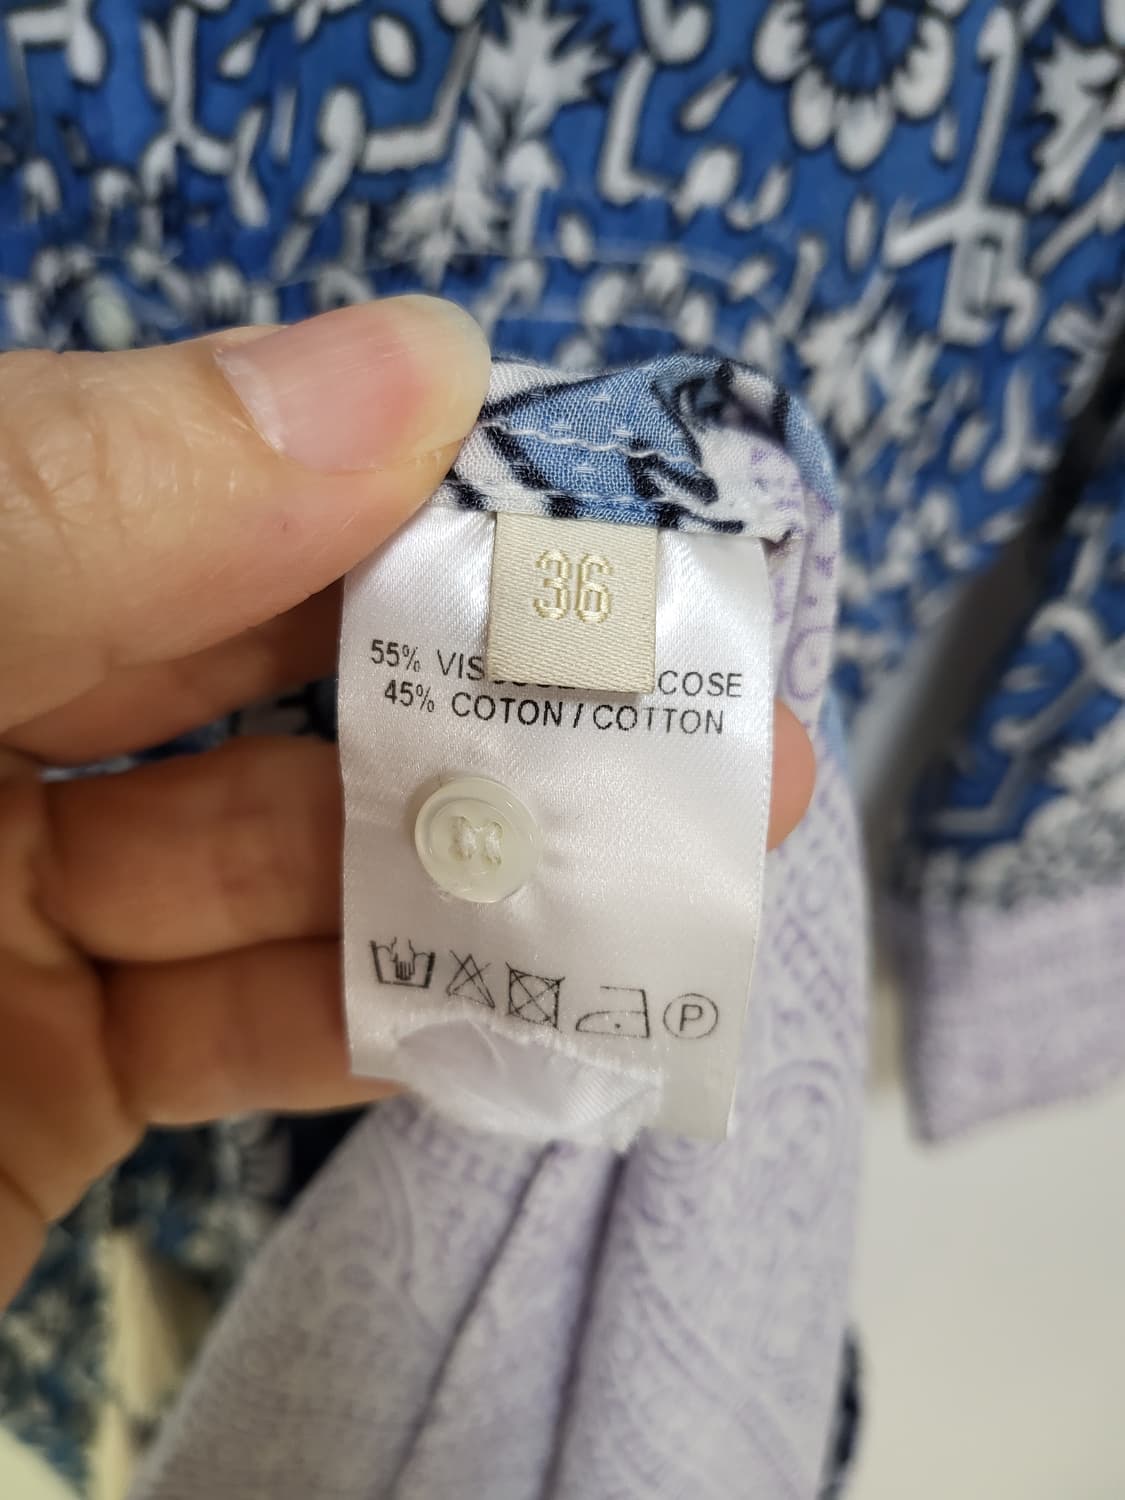 36
55% VIS COSE
45% COTON / COTTON
P